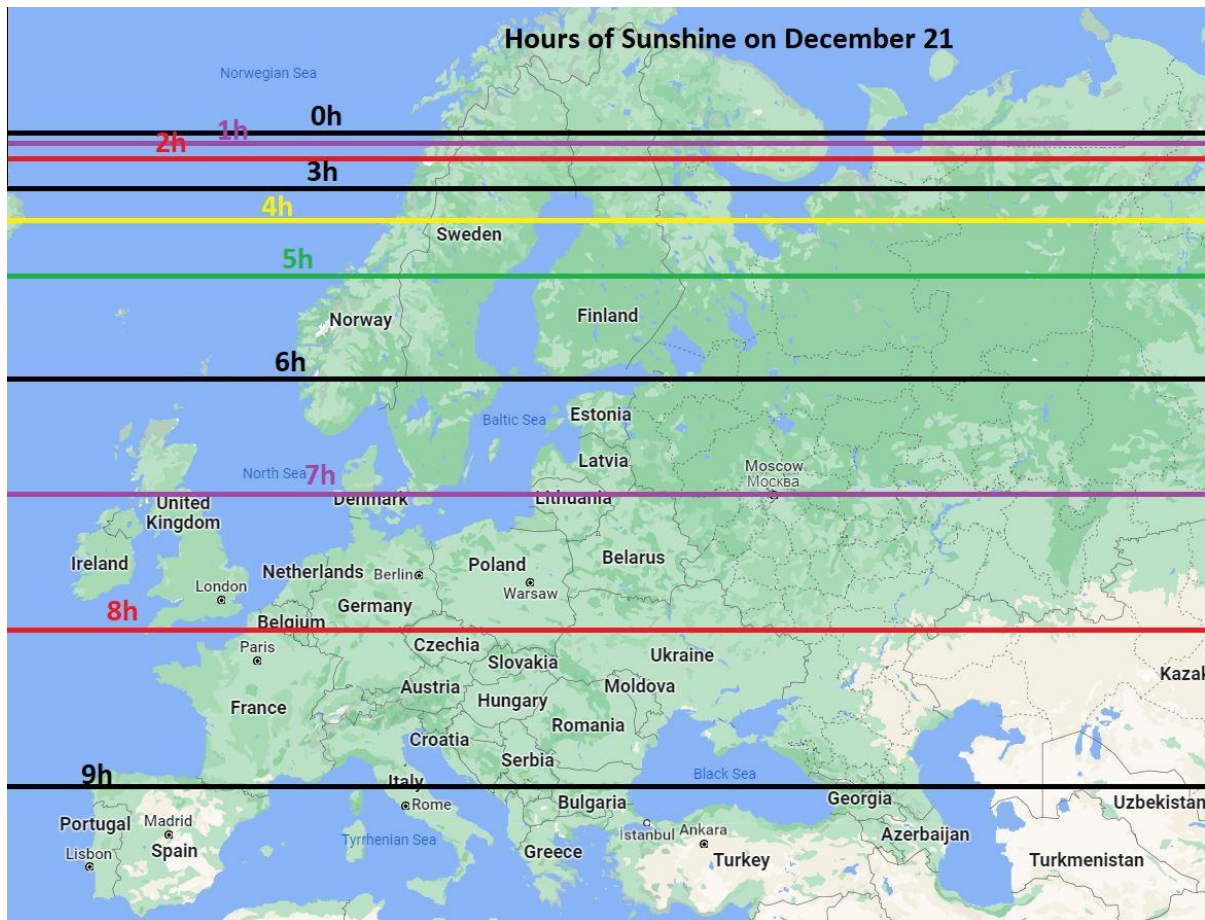 Hours of Sunshine on December 21
Norwegian Sea
0h
1h
2h
3h
4h
Sweden
5h
Norway
Finland
6h
Baltic Sea
Estonia
Latvia
North Sea
7h
Moscow
Москва
Denmark
Lithuania
United
Kingdom
Ireland
Netherlands
Berlin
Poland
Belarus
London
Germany
Warsaw
8h
Belgium
Paris
Czechia
Ukraine
Slovakia
Kazak
Austria
Moldova
France
Hungary
Romania
Croatia
Serbia
9h
Italy
Black Sea
Rome
Bulgaria
Georgia
Uzbekistan
Portugal
Madrid
Tyrrhenian Sea
Istanbul
Ankara
Azerbaijan
Lisbon
Spain
Greece
Turkey
Turkmenistan